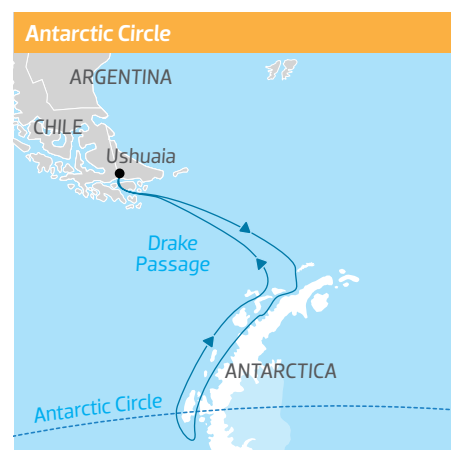 Antarctic Circle
ARGENTINA
CHILE
Ushuaia
Drake
Passage
ANTARCTICA
Antarctic Circle